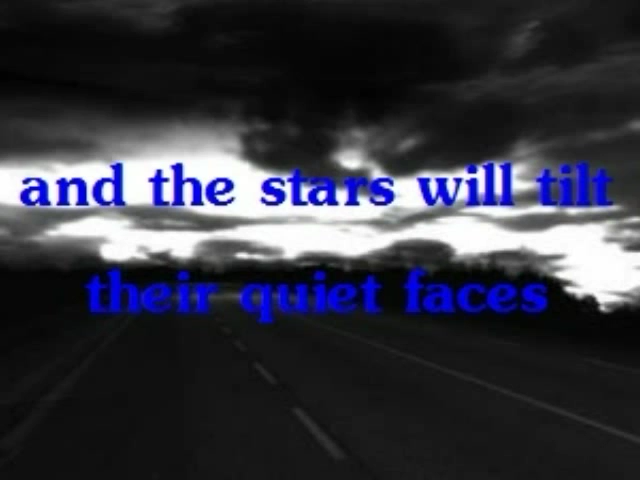 and the stars will tilt
their quiet faces